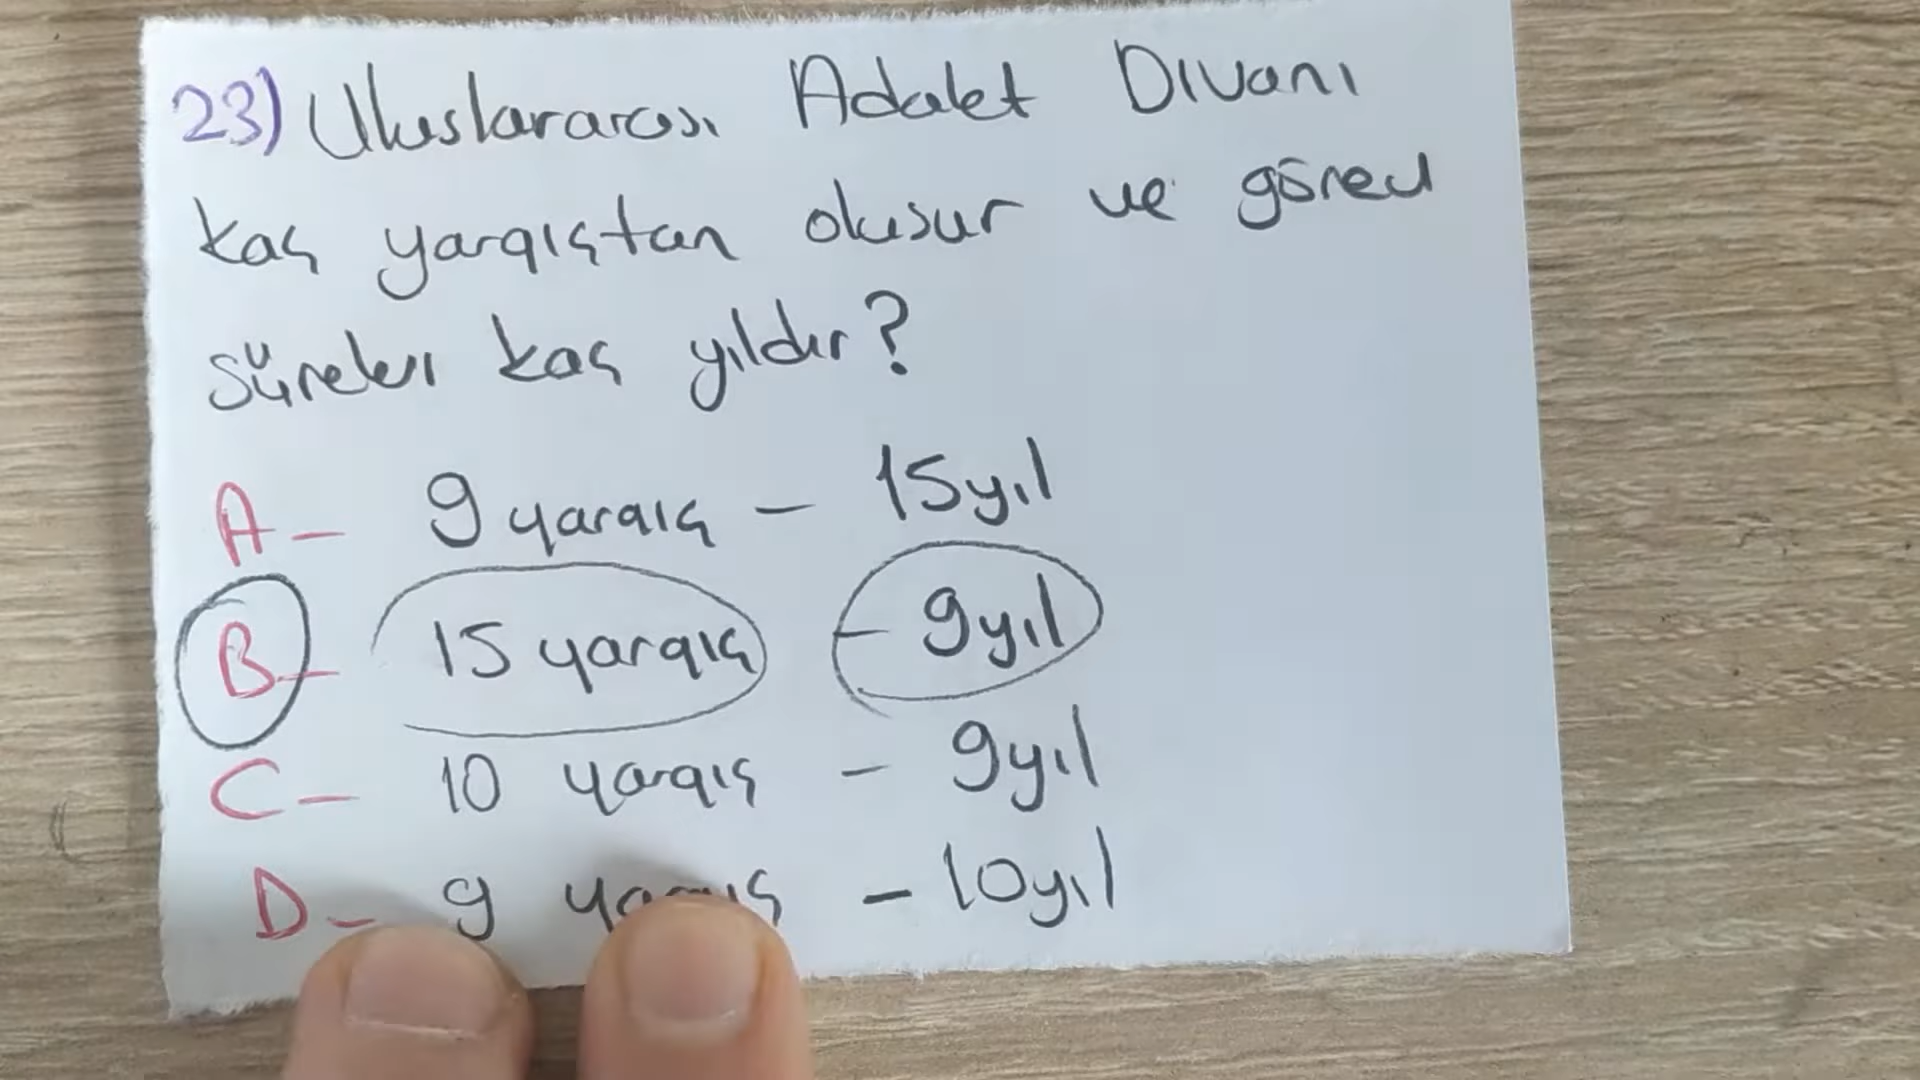 23) Uluslararası Adalet Divanı
kaç yargıçtan oluşur ve görev
süreleri kaç yıldır?
A- 9 yargıç - 15 yıl
B- 15 yargıç - 9 yıl
C- 10 yargıç - 9 yıl
D- 9 yargıç - 10 yıl